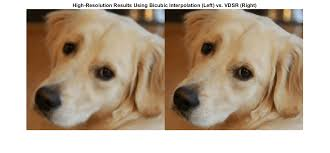 High-Resolution Results Using Bicubic Interpolation (Left) vs. VDSR (Right)